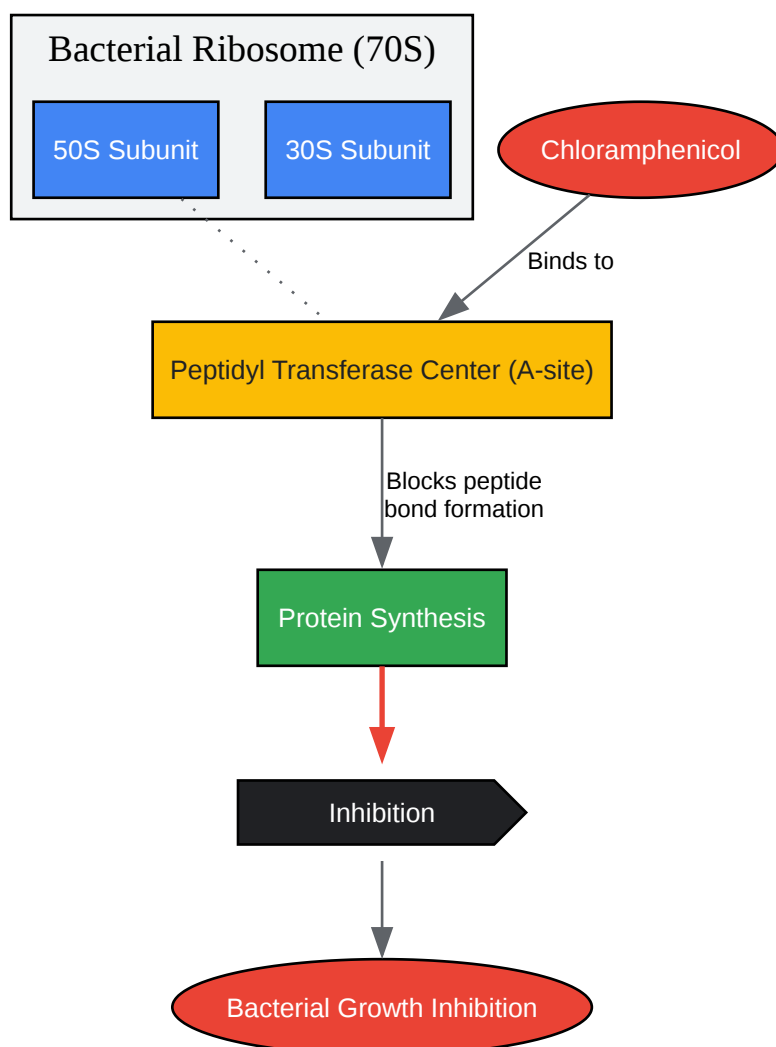 Bacterial Ribosome (70S)
50S Subunit
30S Subunit
Chloramphenicol
Binds to
Peptidyl Transferase Center (A-site)
Blocks peptide
bond formation
Protein Synthesis
Inhibition
Bacterial Growth Inhibition